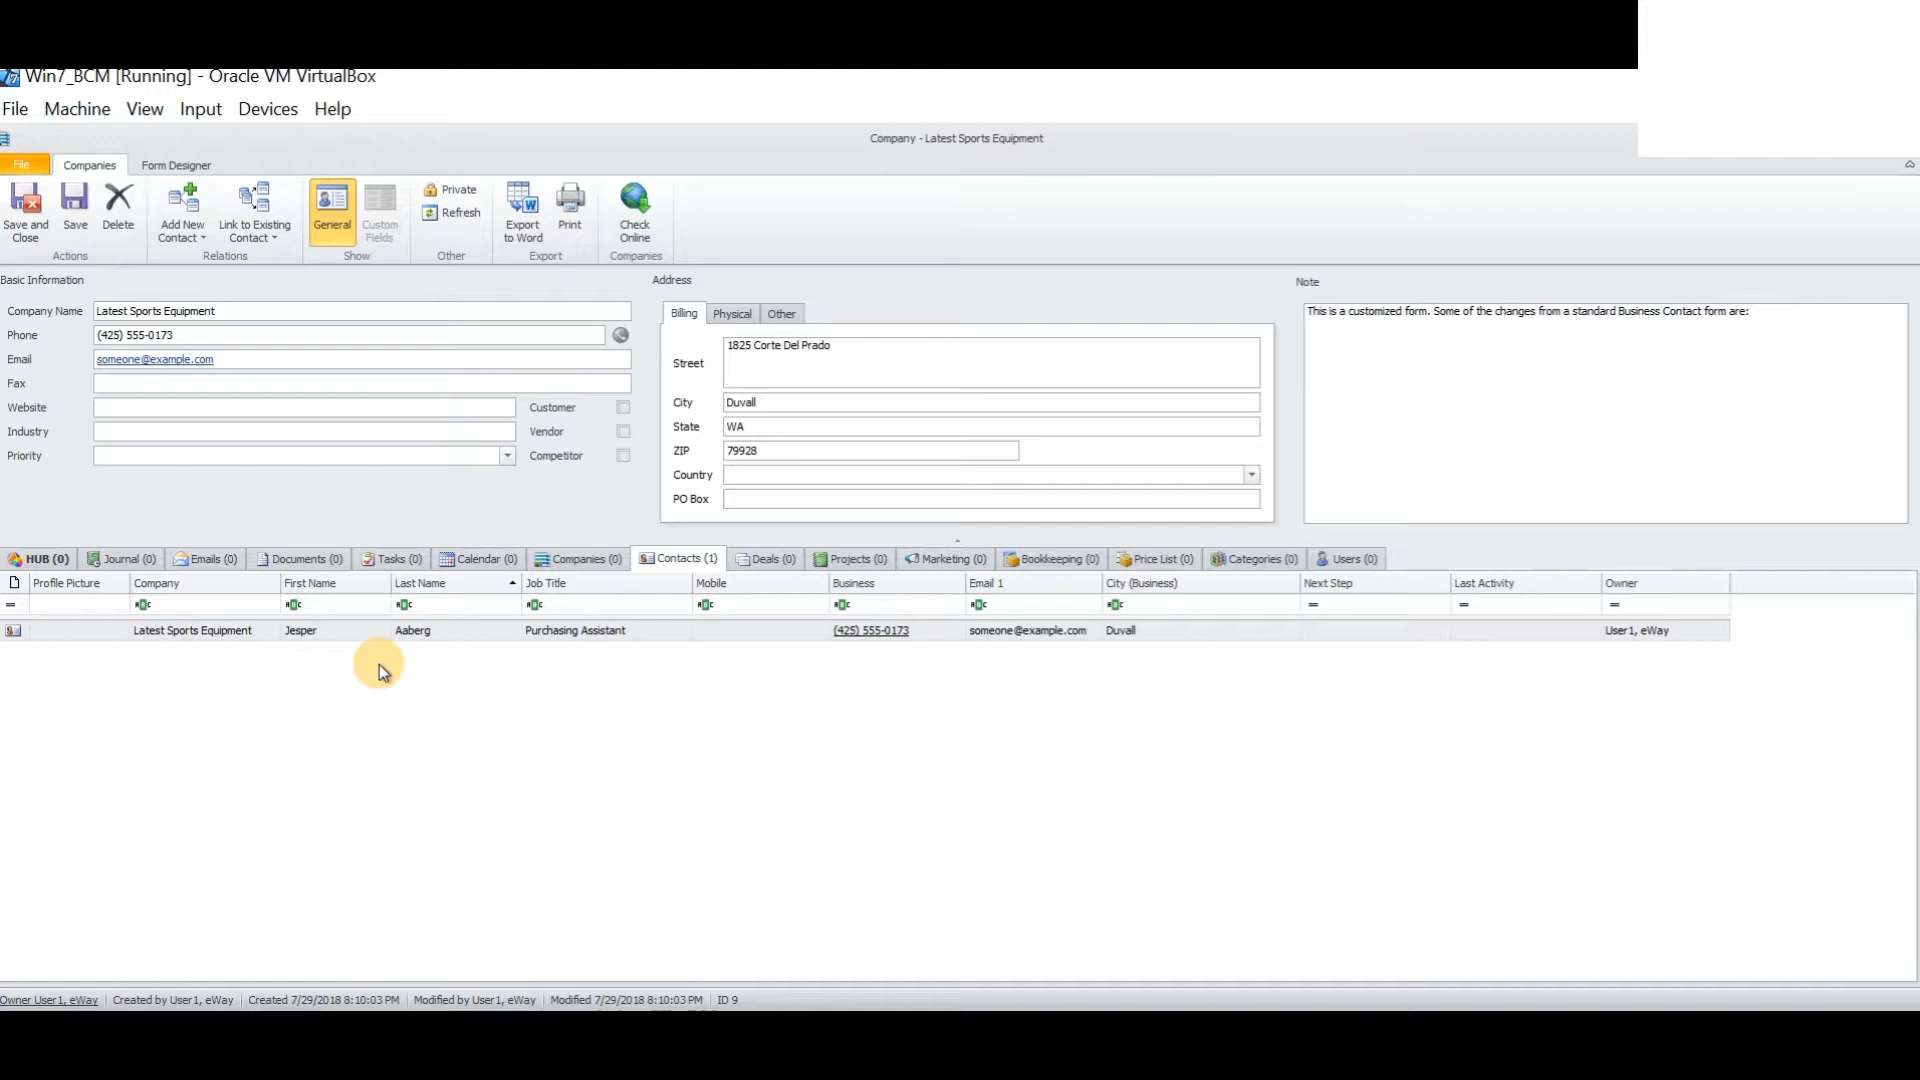 Win7_BCM [Running] - Oracle VM VirtualBox
File Machine View Input Devices Help
Company - Latest Sports Equipment
File Companies Form Designer
Save and Close
Save
Delete
Actions
Add New Contact
Link to Existing Contact
Relations
General
Custom Fields
Show
Private
Refresh
Other
Export to Word
Print
Export
Check Online
Companies
Basic Information
Company Name Latest Sports Equipment
Phone (425) 555-0173
Email someone@example.com
Fax
Website
Customer
Industry
Vendor
Priority
Competitor
Address
Billing Physical Other
Street 1825 Corte Del Prado
City Duvall
State WA
ZIP 79928
Country
PO Box
Note
This is a customized form. Some of the changes from a standard Business Contact form are:
HUB (0) Journal (0) Emails (0) Documents (0) Tasks (0) Calendar (0) Companies (0) Contacts (1) Deals (0) Projects (0) Marketing (0) Bookkeeping (0) Price List (0) Categories (0) Users (0)
Profile Picture Company First Name Last Name Job Title Mobile Business Email 1 City (Business) Next Step Last Activity Owner
Latest Sports Equipment Jesper Aaberg Purchasing Assistant (425) 555-0173 someone@example.com Duvall User1, eWay
Owner User1, eWay Created by User1, eWay Created 7/29/2018 8:10:03 PM Modified by User1, eWay Modified 7/29/2018 8:10:03 PM ID 9